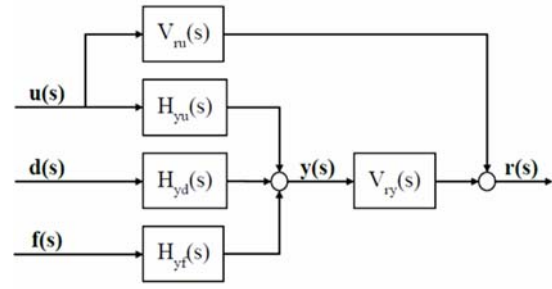 V_ru(s)
u(s)
H_yu(s)
d(s)
H_yd(s)
y(s)
V_ry(s)
r(s)
f(s)
H_yf(s)